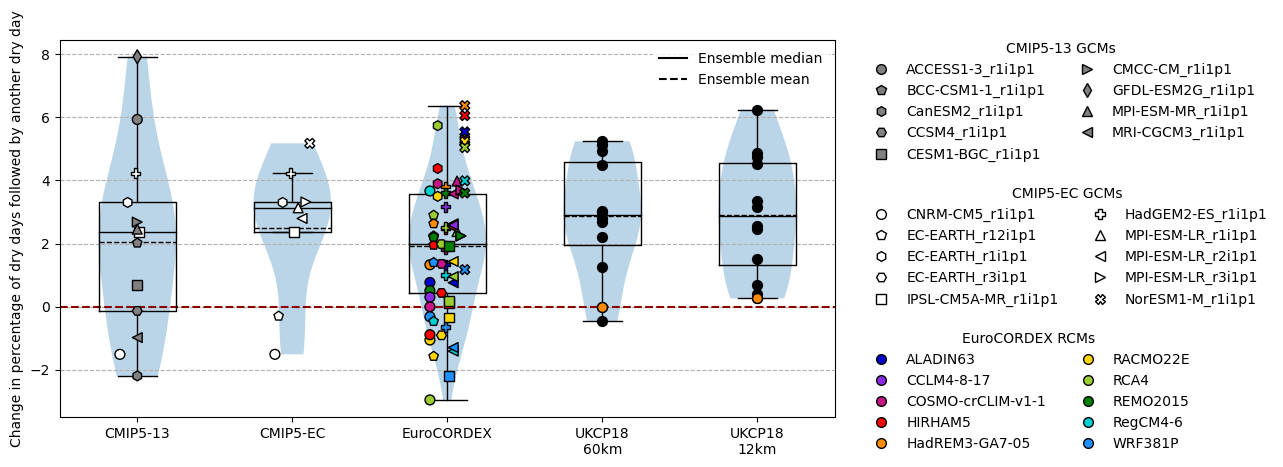 Change in percentage of dry days followed by another dry day
8
6
4
2
0
−2
Ensemble median
Ensemble mean
CMIP5-13
CMIP5-EC
EuroCORDEX
UKCP18
60km
UKCP18
12km
CMIP5-13 GCMs
ACCESS1-3_r1i1p1
BCC-CSM1-1_r1i1p1
CanESM2_r1i1p1
CCSM4_r1i1p1
CESM1-BGC_r1i1p1
CMCC-CM_r1i1p1
GFDL-ESM2G_r1i1p1
MPI-ESM-MR_r1i1p1
MRI-CGCM3_r1i1p1
CMIP5-EC GCMs
CNRM-CM5_r1i1p1
EC-EARTH_r12i1p1
EC-EARTH_r1i1p1
EC-EARTH_r3i1p1
IPSL-CM5A-MR_r1i1p1
HadGEM2-ES_r1i1p1
MPI-ESM-LR_r1i1p1
MPI-ESM-LR_r2i1p1
MPI-ESM-LR_r3i1p1
NorESM1-M_r1i1p1
EuroCORDEX RCMs
ALADIN63
CCLM4-8-17
COSMO-crCLIM-v1-1
HIRHAM5
HadREM3-GA7-05
RACMO22E
RCA4
REMO2015
RegCM4-6
WRF381P